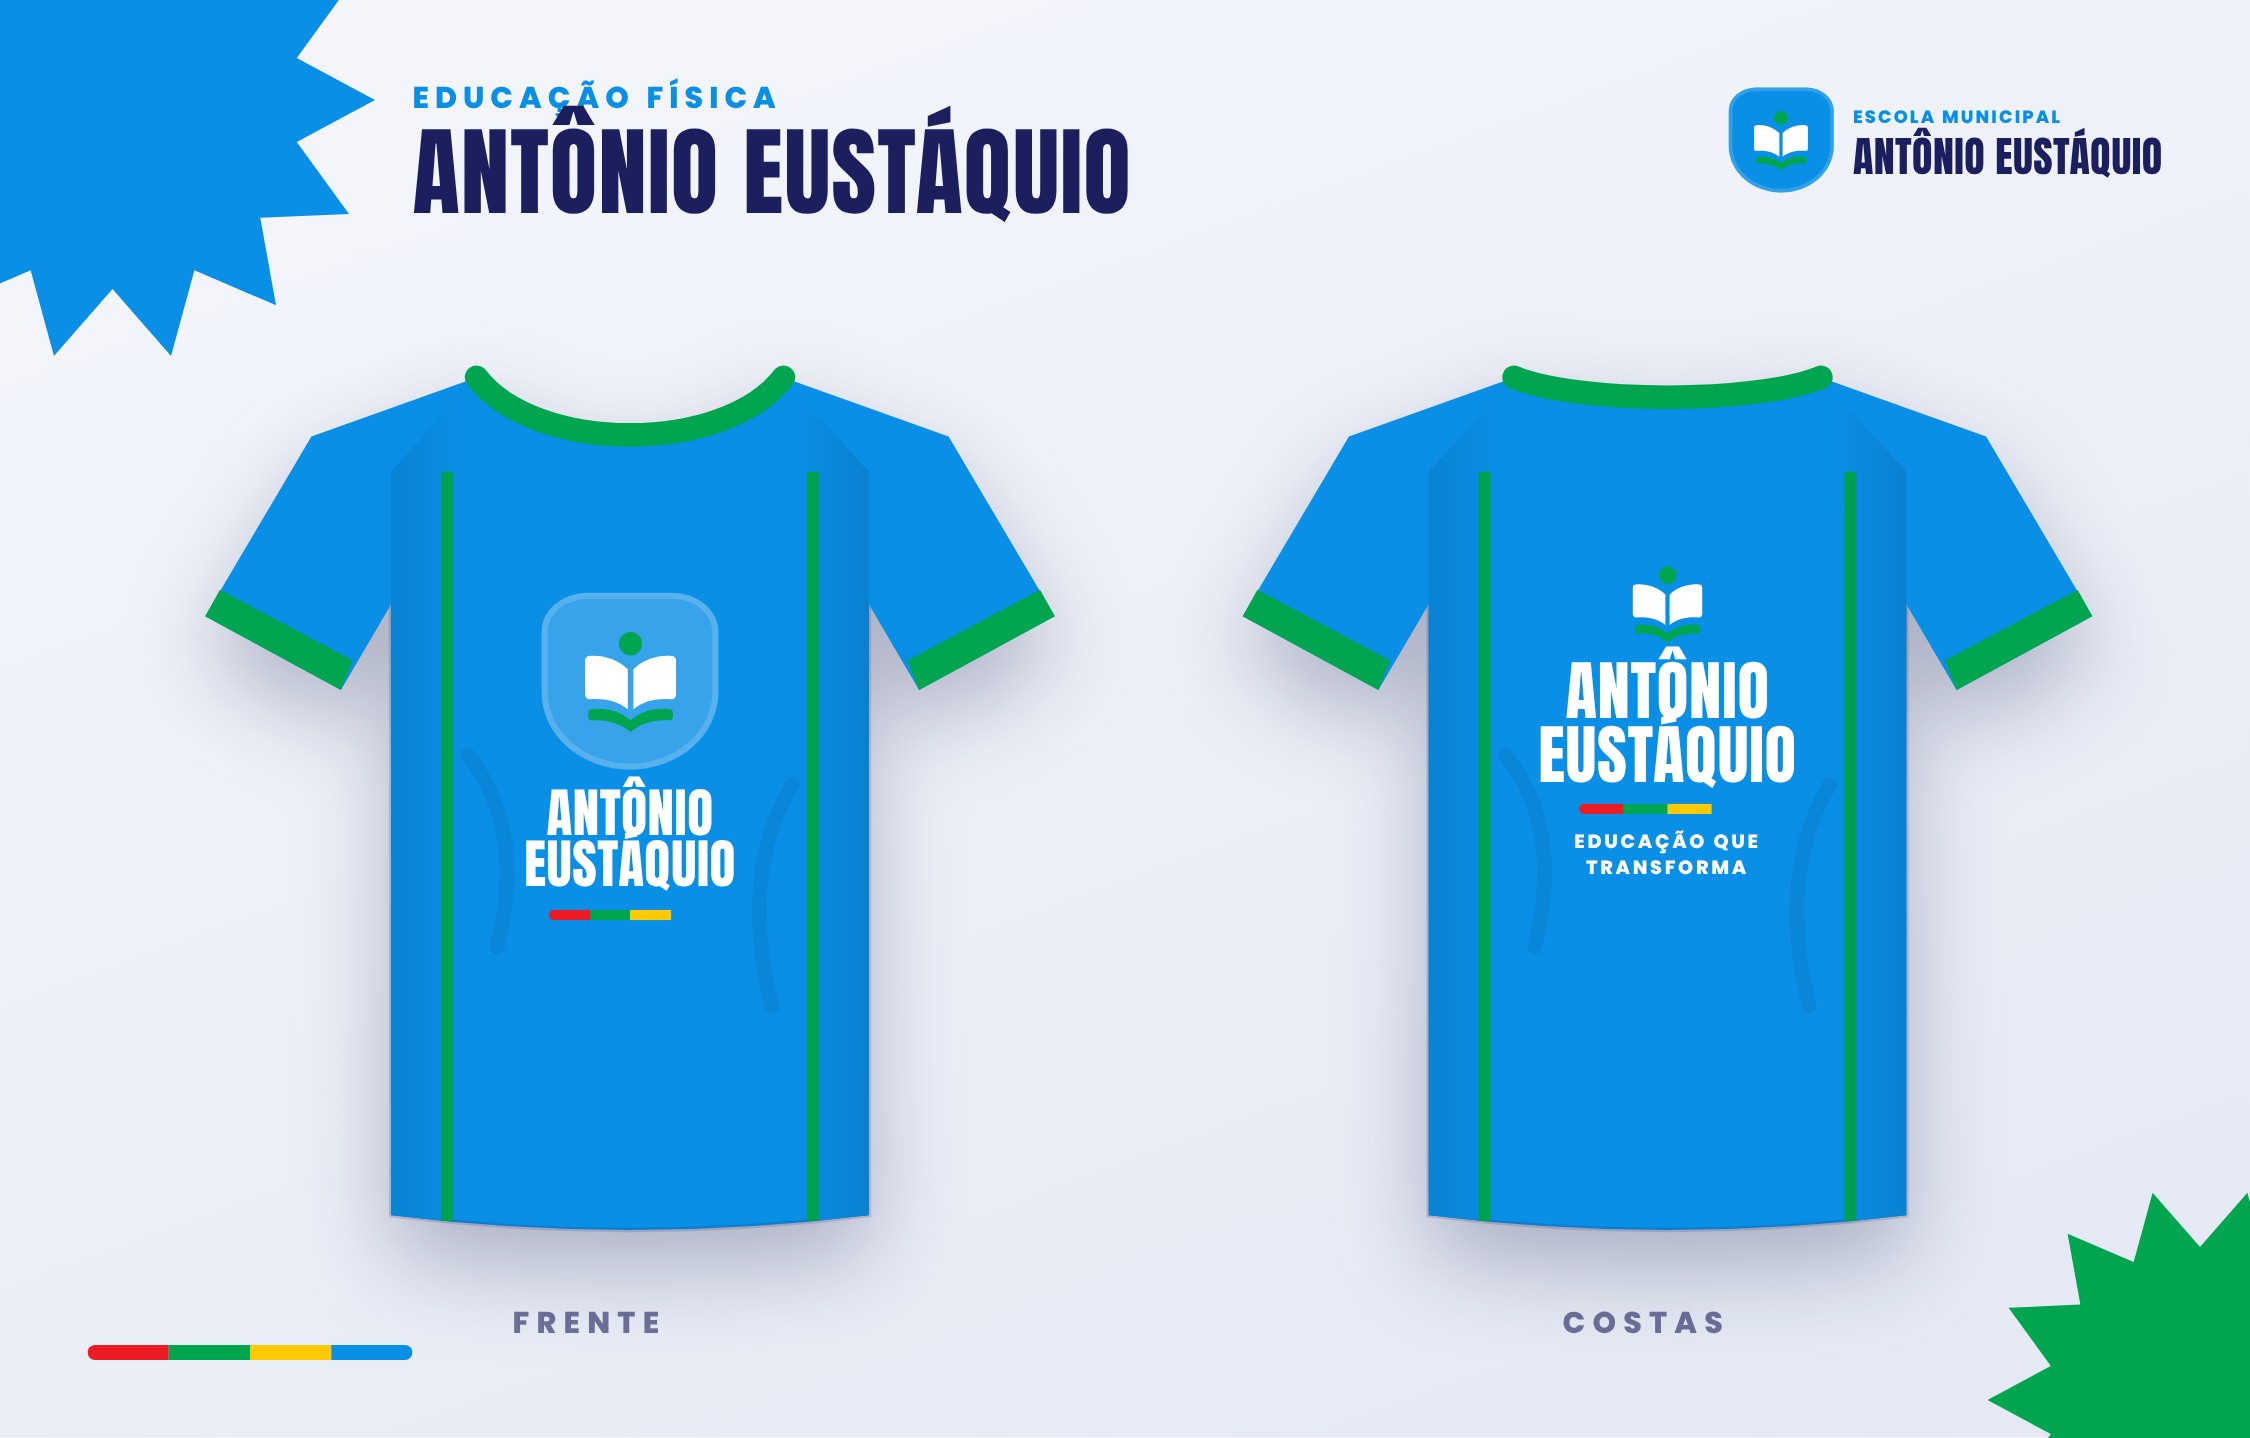 EDUCAÇÃO FÍSICA
ANTÔNIO EUSTÁQUIO
ESCOLA MUNICIPAL
ANTÔNIO EUSTÁQUIO
ANTÔNIO
EUSTÁQUIO
ANTÔNIO
EUSTÁQUIO
EDUCAÇÃO QUE
TRANSFORMA
FRENTE
COSTAS